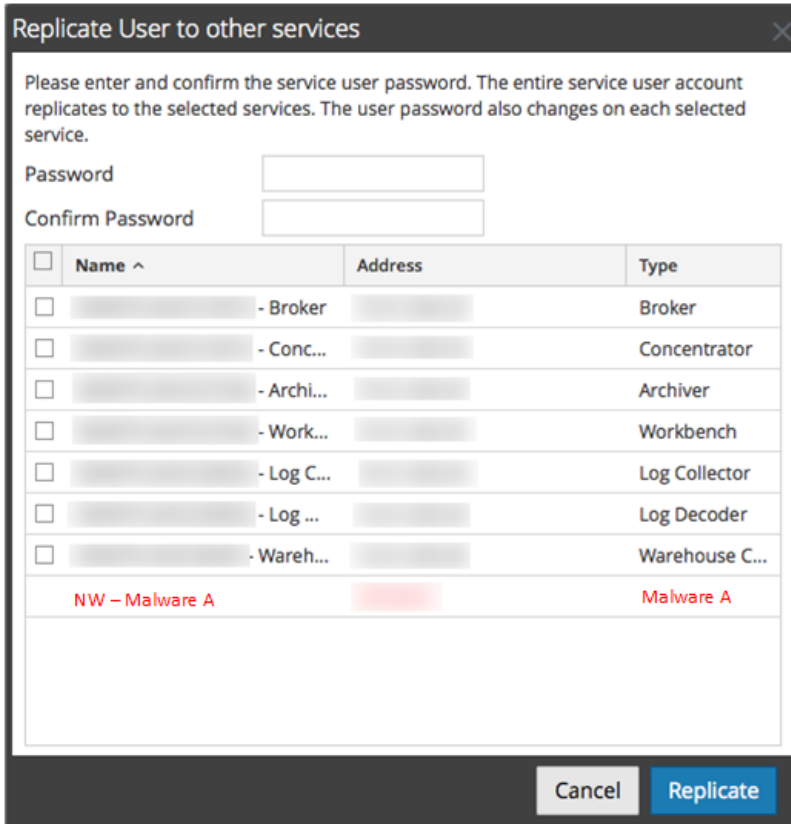 Replicate User to other services
Please enter and confirm the service user password. The entire service user account
replicates to the selected services. The user password also changes on each selected
service.
Password
Confirm Password
Name Address Type
- Broker Broker
- Conc... Concentrator
- Archi... Archiver
- Work... Workbench
- Log C... Log Collector
- Log ... Log Decoder
- Wareh... Warehouse C...
NW – Malware A Malware A
Cancel Replicate